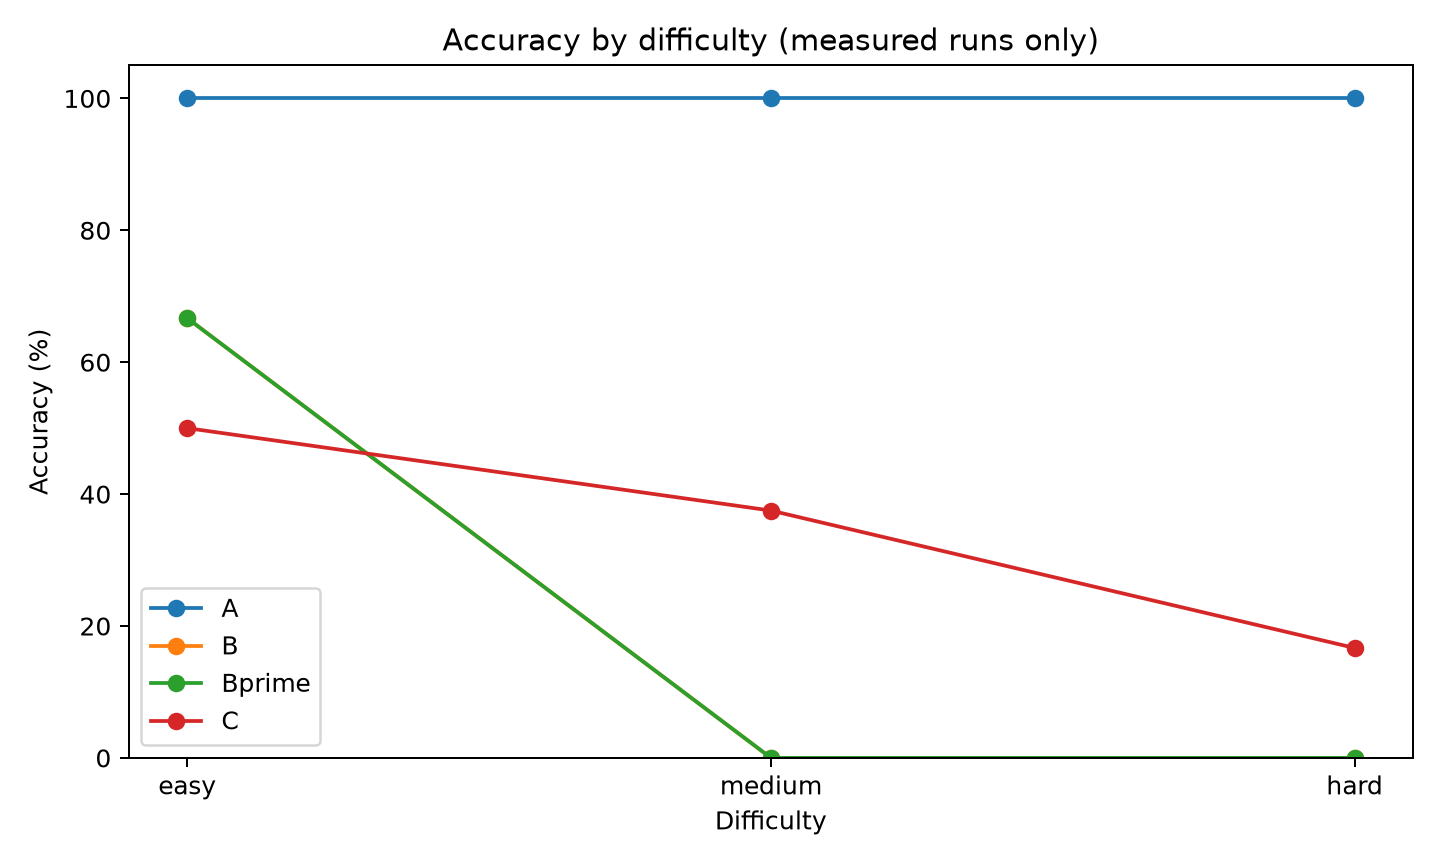 Accuracy by difficulty (measured runs only)
Accuracy (%)
100
80
60
40
20
0
A
B
Bprime
C
easy medium hard
Difficulty